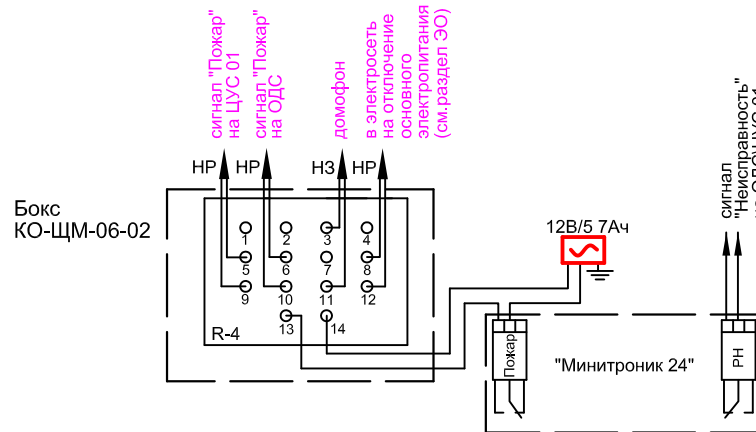 сигнал "Пожар"
на ЦУС 01
сигнал "Пожар"
на ОДС
домофон
в электросеть
на отключение
основного
электропитания
(см.раздел ЭО)
сигнал
"Неисправность"
НР
НР
НЗ
НР
Бокс
КО-ЩМ-06-02
12В/5 7Ач
1
2
3
4
5
6
7
8
9
10
11
12
13
14
R-4
Пожар
"Минитроник 24"
РН